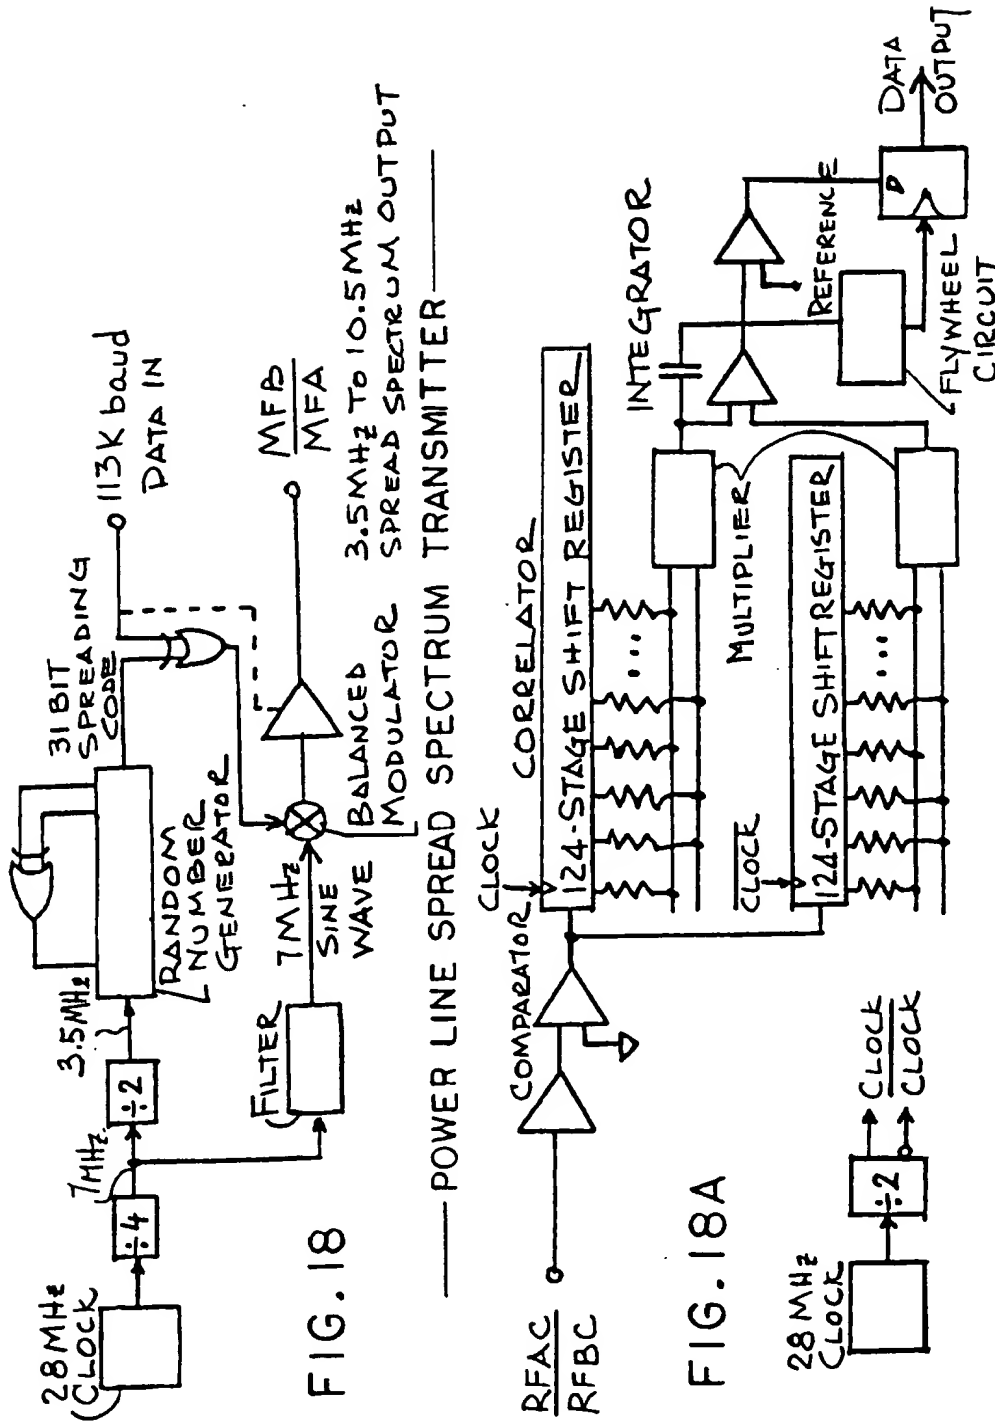 28MHz
CLOCK
÷4
7MHz
÷2
3.5MHz
RANDOM
NUMBER
GENERATOR
31 BIT
SPREADING
CODE
113K baud
DATA IN
FILTER
7MHz
SINE
WAVE
BALANCED
MODULATOR
MFB
MFA
3.5MHz TO 10.5MHz
SPREAD SPECTRUM OUTPUT
FIG. 18
POWER LINE SPREAD SPECTRUM TRANSMITTER
RFAC
RFBC
COMPARATOR
CLOCK
CORRELATOR
124-STAGE SHIFT REGISTER
...
INTEGRATOR
MULTIPLIER
CLOCK
124-STAGE SHIFT REGISTER
...
REFERENCE
FLYWHEEL
CIRCUIT
D
DATA
OUTPUT
FIG. 18A
28MHz
CLOCK
÷2
CLOCK
CLOCK